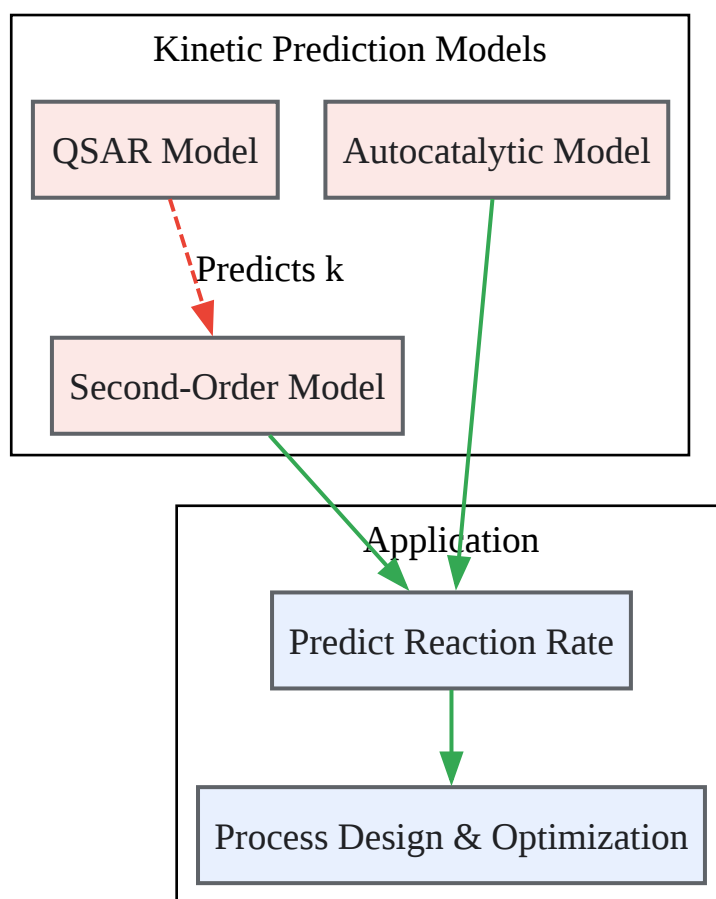 Kinetic Prediction Models
QSAR Model
Autocatalytic Model
Predicts k
Second-Order Model
Application
Predict Reaction Rate
Process Design & Optimization